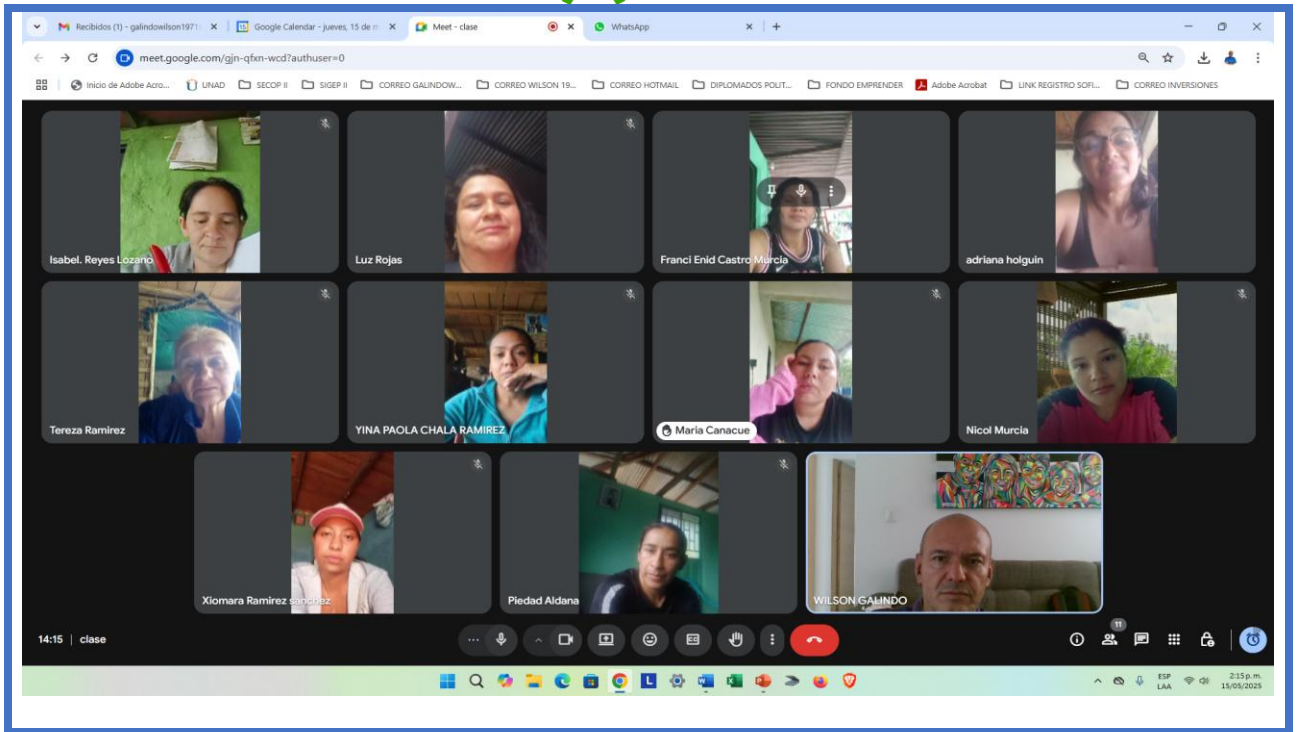 Recibidos (1) - galindowilson1971
Google Calendar - jueves, 15 de m
Meet - clase
WhatsApp
meet.google.com/gjn-qfxn-wcd?authuser=0
Inicio de Adobe Acro...
UNAD
SECOP II
SIGEP II
CORREO GALINDOW...
CORREO WILSON 19...
CORREO HOTMAIL
DIPLOMADOS POLIT...
FONDO EMPRENDER
Adobe Acrobat
LINK REGISTRO SOFI...
CORREO INVERSIONES
Isabel. Reyes Lozano
Luz Rojas
Franci Enid Castro Murcia
adriana holguin
Tereza Ramirez
YINA PAOLA CHALA RAMIREZ
Maria Canacue
Nicol Murcia
Xiomara Ramirez sanchez
Piedad Aldana
WILSON GALINDO
14:15 | clase
11
ESP
LAA
2:15 p. m.
15/05/2025